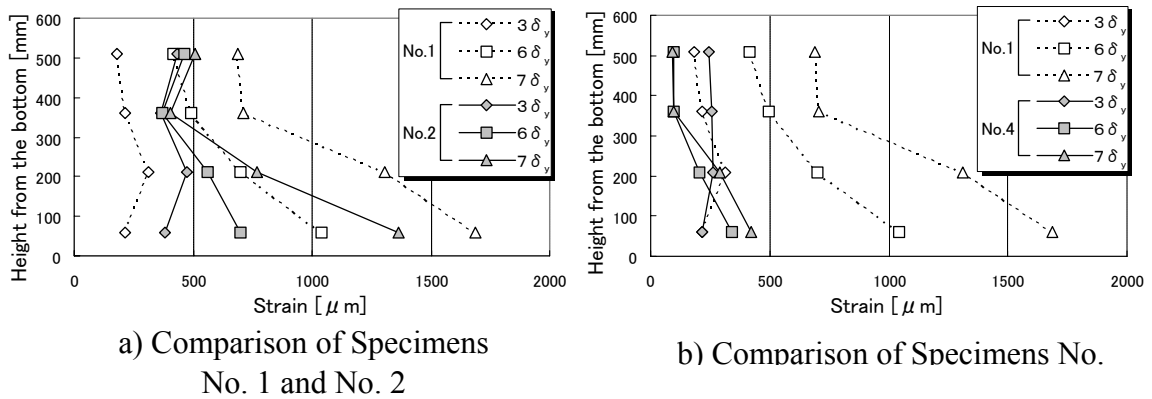 Height from the bottom [mm]
600
500
400
300
200
100
0
0
500
1000
1500
2000
Strain [ μ m]
No.1
3δy
6δy
7δy
No.2
3δy
6δy
7δy
a) Comparison of Specimens
No. 1 and No. 2
Height from the bottom [mm]
600
500
400
300
200
100
0
0
500
1000
1500
2000
Strain [ μ m]
No.1
3δy
6δy
7δy
No.4
3δy
6δy
7δy
b) Comparison of Specimens No.